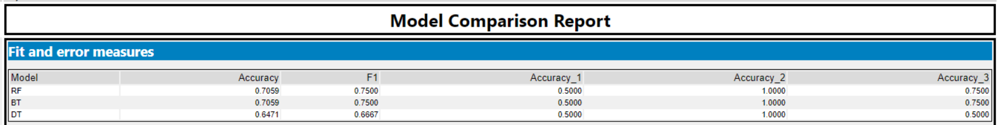 Model Comparison Report
Fit and error measures
Model Accuracy F1 Accuracy_1 Accuracy_2 Accuracy_3
RF 0.7059 0.7500 0.5000 1.0000 0.7500
BT 0.7059 0.7500 0.5000 1.0000 0.7500
DT 0.6471 0.6667 0.5000 1.0000 0.5000